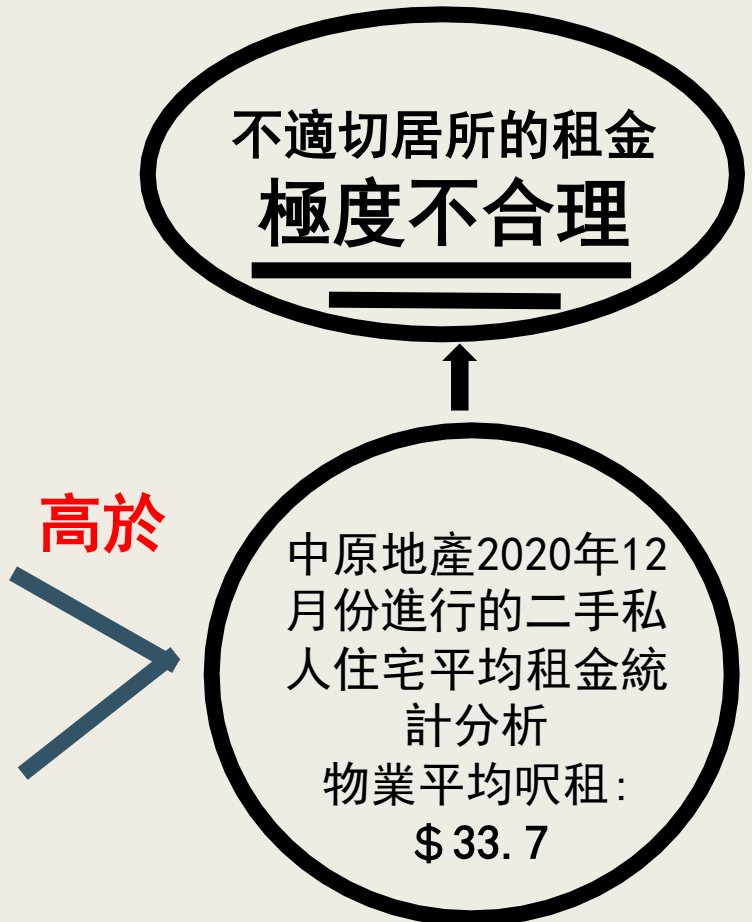 不適切居所的租金
極度不合理
高於
中原地產2020年12
月份進行的二手私
人住宅平均租金統
計分析
物業平均呎租:
$33.7